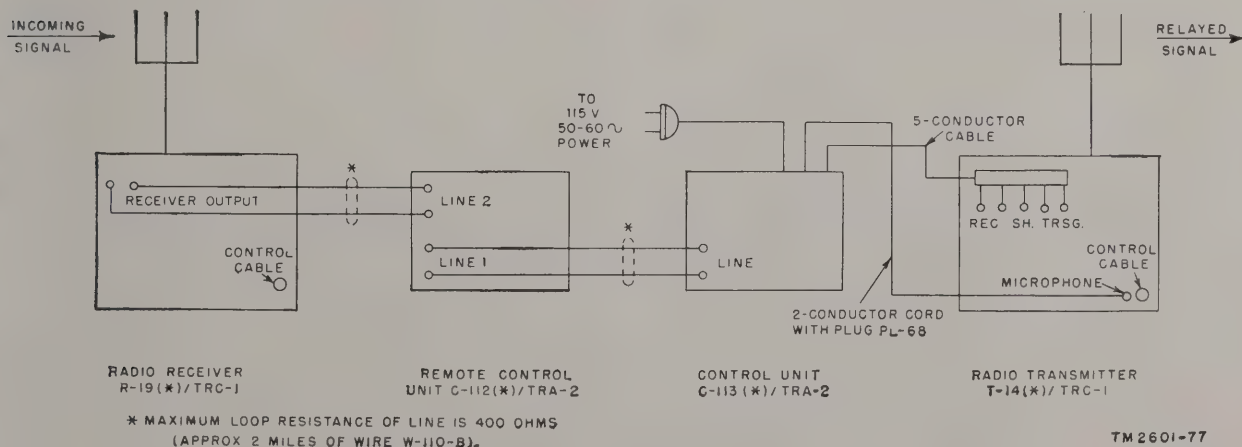 INCOMING
SIGNAL
RELAYED
SIGNAL
TO
115 V
50-60 ~
POWER
5-CONDUCTOR
CABLE
*
RECEIVER OUTPUT
LINE 2
REC SH. TRSG.
*
CONTROL
CABLE
LINE 1
LINE
CONTROL
CABLE
MICROPHONE
2-CONDUCTOR CORD
WITH PLUG PL-68
RADIO RECEIVER
R-19(*)/TRC-1
REMOTE CONTROL
UNIT C-112(*)/TRA-2
CONTROL UNIT
C-113(*)/TRA-2
RADIO TRANSMITTER
T-14(*)/TRC-1
* MAXIMUM LOOP RESISTANCE OF LINE IS 400 OHMS
(APPROX 2 MILES OF WIRE W-110-B).
TM2601-77